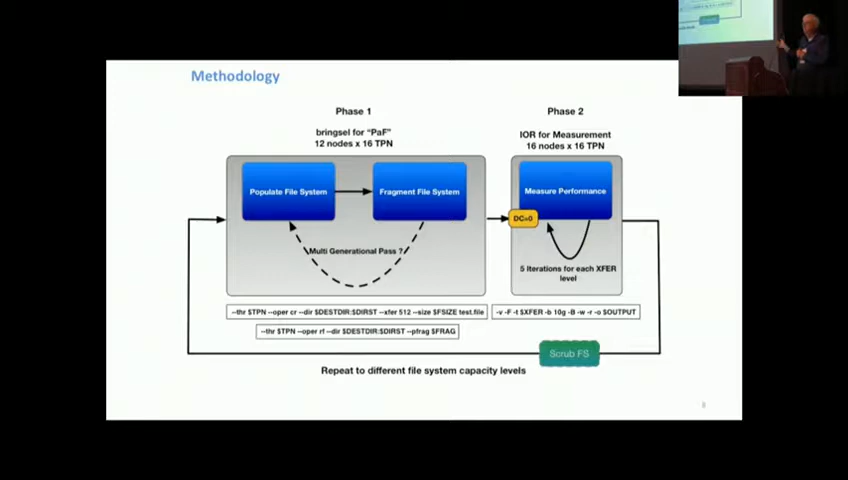 Methodology
Phase 1
bringsel for "PaF"
12 nodes x 16 TPN
Populate File System
Fragment File System
Multi Generational Pass ?
--thr $TPN --oper cr --dir $DESTDIR:$DIRST --xfer 512 --size $FSIZE test.file
--thr $TPN --oper rf --dir $DESTDIR:$DIRST --pfrag $FRAG
Phase 2
IOR for Measurement
16 nodes x 16 TPN
Measure Performance
DC=0
5 iterations for each XFER
level
-v -F -t $XFER -b 10g -B -w -r -o $OUTPUT
Scrub FS
Repeat to different file system capacity levels
8